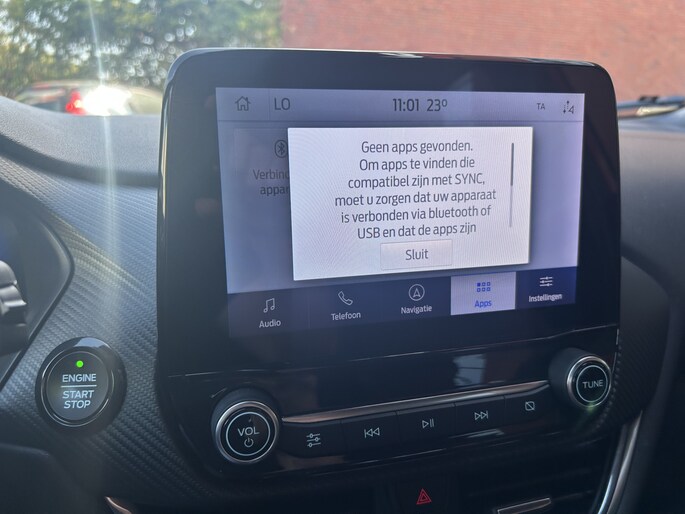 LO 11:01 23° TA
Verbin
appar
Geen apps gevonden.
Om apps te vinden die
compatibel zijn met SYNC,
moet u zorgen dat uw apparaat
is verbonden via bluetooth of
USB en dat de apps zijn
Sluit
Audio
Telefoon
Navigatie
Apps
Instellingen
ENGINE
START
STOP
VOL
TUNE